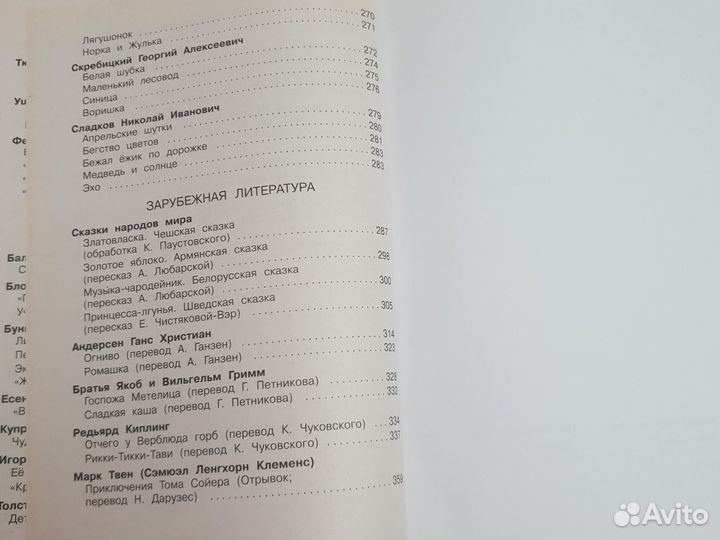 Лягушонок 270
Норка и Жулька 271
Скребицкий Георгий Алексеевич
Белая шубка 272
Маленький лесовод 274
Синица 275
Воришка 276
Сладков Николай Иванович
Апрельские шутки 279
Бегство цветов 280
Бежал ёжик по дорожке 281
Медведь и солнце 283
Эхо 283
ЗАРУБЕЖНАЯ ЛИТЕРАТУРА
Сказки народов мира
Златовласка. Чешская сказка
(обработка К. Паустовского) 287
Золотое яблоко. Армянская сказка
(пересказ А. Любарской) 298
Музыка-чародейник. Белорусская сказка
(пересказ А. Любарской) 300
Принцесса-лгунья. Шведская сказка
(пересказ Е. Чистяковой-Вэр) 305
Андерсен Ганс Христиан
Огниво (перевод А. Ганзен) 314
Ромашка (перевод А. Ганзен) 323
Братья Якоб и Вильгельм Гримм
Госпожа Метелица (перевод Г. Петникова) 328
Сладкая каша (перевод Г. Петникова) 332
Редьярд Киплинг
Отчего у Верблюда горб (перевод К. Чуковского) 334
Рикки-Тикки-Тави (перевод К. Чуковского) 337
Марк Твен (Сэмюэл Ленгхорн Клеменс)
Приключения Тома Сойера (Отрывок;
перевод Н. Дарузес) 359
Avito